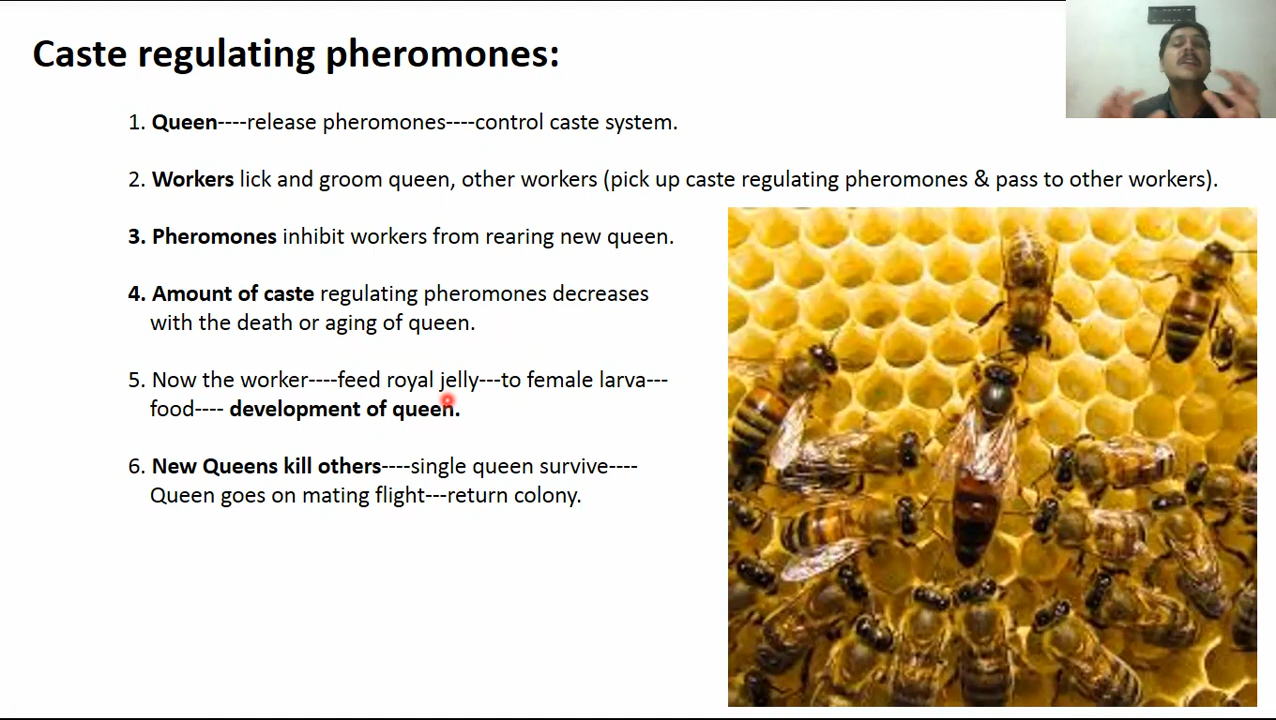 Caste regulating pheromones:
1. Queen----release pheromones----control caste system.
2. Workers lick and groom queen, other workers (pick up caste regulating pheromones & pass to other workers).
3. Pheromones inhibit workers from rearing new queen.
4. Amount of caste regulating pheromones decreases
with the death or aging of queen.
5. Now the worker----feed royal jelly---to female larva---
food---- development of queen.
6. New Queens kill others----single queen survive----
Queen goes on mating flight---return colony.